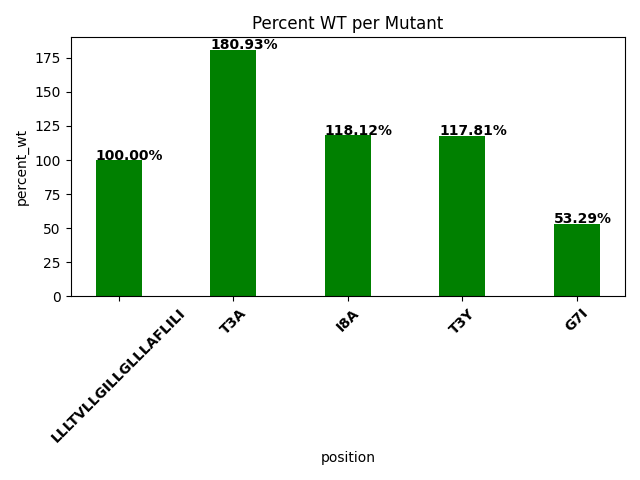 Percent WT per Mutant
percent_wt
175
150
125
100
75
50
25
0
100.00%
180.93%
118.12%
117.81%
53.29%
LLLTVLLGILLGLLLAFLILI
T3A
I8A
T3Y
G7I
position